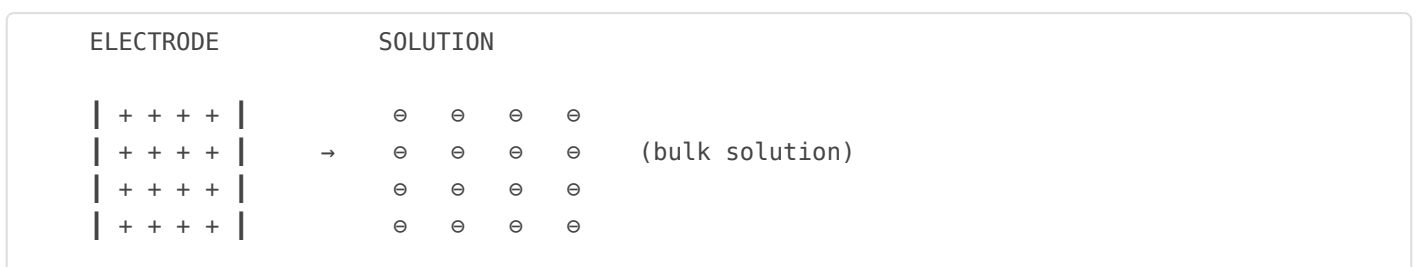 ELECTRODE SOLUTION
┃ + + + + ┃ ⊖ ⊖ ⊖ ⊖
┃ + + + + ┃ → ⊖ ⊖ ⊖ ⊖ (bulk solution)
┃ + + + + ┃ ⊖ ⊖ ⊖ ⊖
┃ + + + + ┃ ⊖ ⊖ ⊖ ⊖